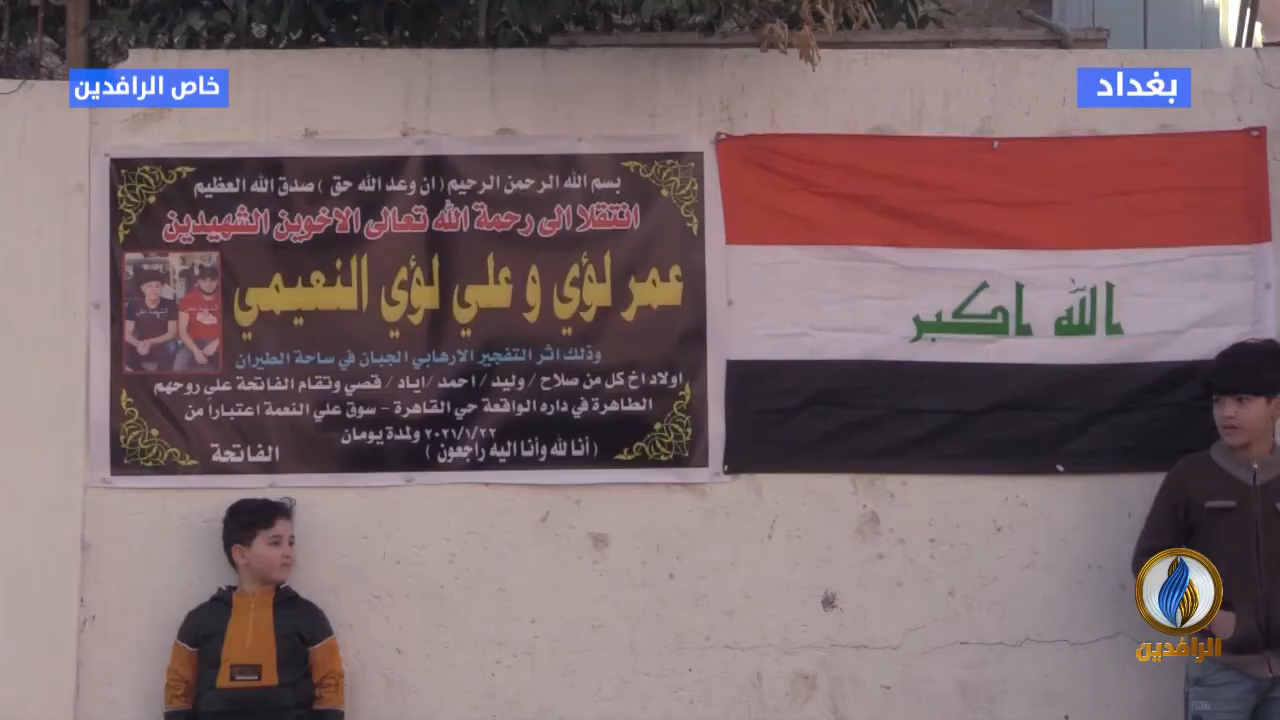 خاص الرافدين
بغداد
بسم الله الرحمن الرحيم ( ان وعد الله حق ) صدق الله العظيم
انتقلا الى رحمة الله تعالى الاخوين الشهيدين
عمر لؤي و علي لؤي النعيمي
وذلك اثر التفجير الارهابي الجبان في ساحة الطيران
اولاد اخ كل من صلاح / وليد / احمد /اياد / قصي وتقام الفاتحة على روحهم
الطاهرة في داره الواقعة حي القاهرة - سوق علي النعمة اعتباراً من
٢٠٢١/١/٢٢ ولمدة يومان
( أنا لله وأنا اليه راجعون )
الفاتحة
الله اكبر
الرافدين